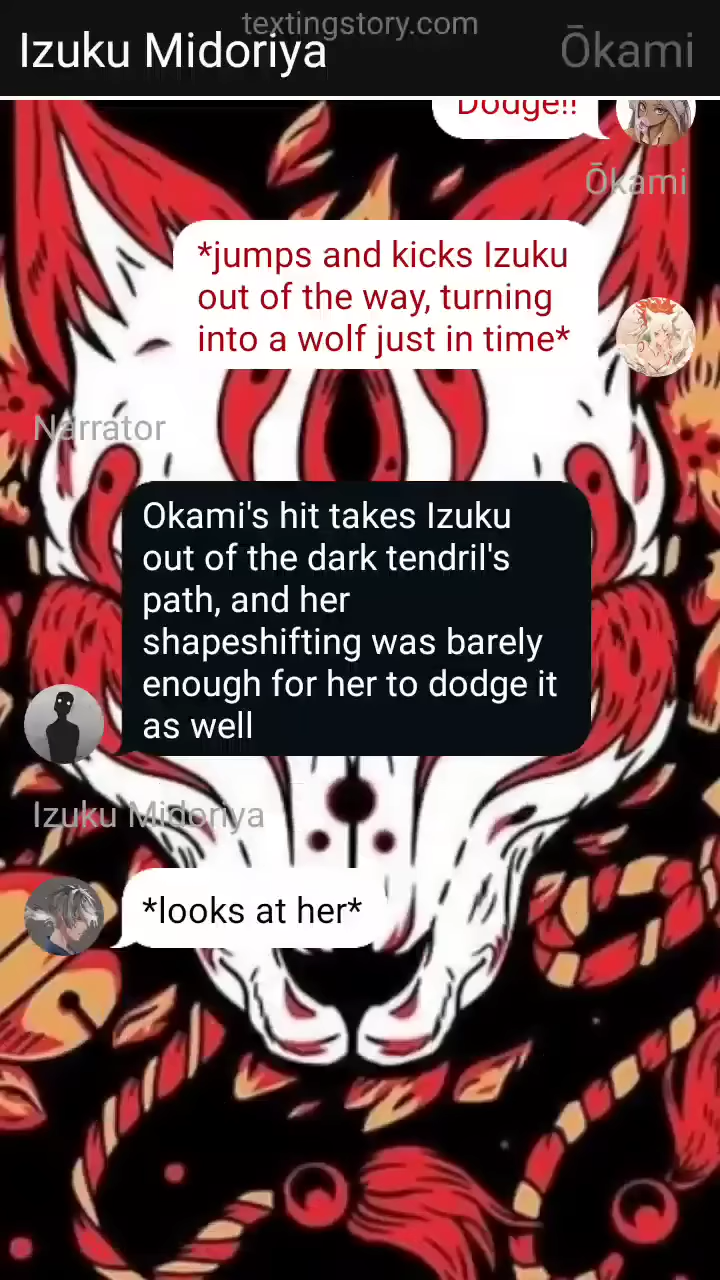 textingstory.com
Izuku Midoriya
Ōkami
Dodge!!
Ōkami
*jumps and kicks Izuku
out of the way, turning
into a wolf just in time*
Narrator
Okami's hit takes Izuku
out of the dark tendril's
path, and her
shapeshifting was barely
enough for her to dodge it
as well
Izuku Midoriya
*looks at her*